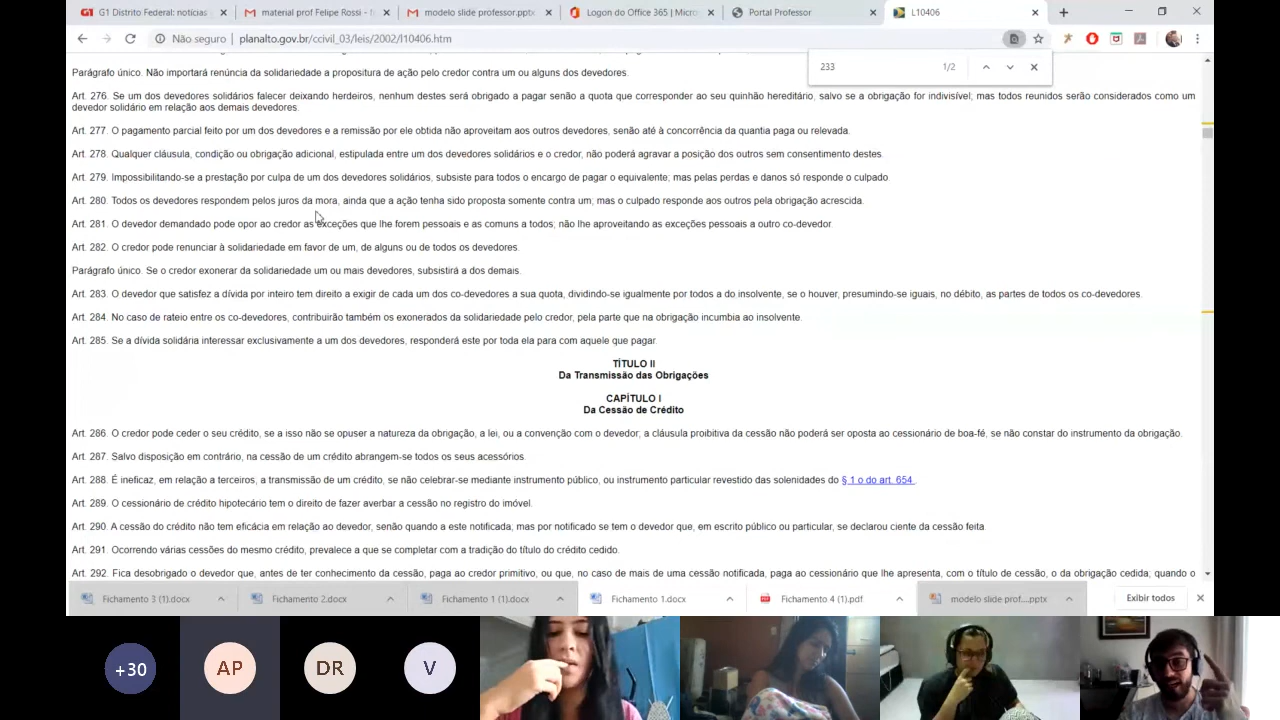 G1 Distrito Federal: notícias
material prof Felipe Rossi - f
modelo slide professor.pptx
Logon do Office 365 | Micro
Portal Professor
L10406
Não seguro | planalto.gov.br/ccivil_03/leis/2002/l10406.htm
233 1/2
Parágrafo único. Não importará renúncia da solidariedade a propositura de ação pelo credor contra um ou alguns dos devedores.
Art. 276. Se um dos devedores solidários falecer deixando herdeiros, nenhum destes será obrigado a pagar senão a quota que corresponder ao seu quinhão hereditário, salvo se a obrigação for indivisível; mas todos reunidos serão considerados como um
devedor solidário em relação aos demais devedores.
Art. 277. O pagamento parcial feito por um dos devedores e a remissão por ele obtida não aproveitam aos outros devedores, senão até à concorrência da quantia paga ou relevada.
Art. 278. Qualquer cláusula, condição ou obrigação adicional, estipulada entre um dos devedores solidários e o credor, não poderá agravar a posição dos outros sem consentimento destes.
Art. 279. Impossibilitando-se a prestação por culpa de um dos devedores solidários, subsiste para todos o encargo de pagar o equivalente; mas pelas perdas e danos só responde o culpado.
Art. 280. Todos os devedores respondem pelos juros da mora, ainda que a ação tenha sido proposta somente contra um; mas o culpado responde aos outros pela obrigação acrescida.
Art. 281. O devedor demandado pode opor ao credor as exceções que lhe forem pessoais e as comuns a todos; não lhe aproveitando as exceções pessoais a outro co-devedor.
Art. 282. O credor pode renunciar à solidariedade em favor de um, de alguns ou de todos os devedores.
Parágrafo único. Se o credor exonerar da solidariedade um ou mais devedores, subsistirá a dos demais.
Art. 283. O devedor que satisfez a dívida por inteiro tem direito a exigir de cada um dos co-devedores a sua quota, dividindo-se igualmente por todos a do insolvente, se o houver, presumindo-se iguais, no débito, as partes de todos os co-devedores.
Art. 284. No caso de rateio entre os co-devedores, contribuirão também os exonerados da solidariedade pelo credor, pela parte que na obrigação incumbia ao insolvente.
Art. 285. Se a dívida solidária interessar exclusivamente a um dos devedores, responderá este por toda ela para com aquele que pagar.
TÍTULO II
Da Transmissão das Obrigações
CAPÍTULO I
Da Cessão de Crédito
Art. 286. O credor pode ceder o seu crédito, se a isso não se opuser a natureza da obrigação, a lei, ou a convenção com o devedor; a cláusula proibitiva da cessão não poderá ser oposta ao cessionário de boa-fé, se não constar do instrumento da obrigação.
Art. 287. Salvo disposição em contrário, na cessão de um crédito abrangem-se todos os seus acessórios.
Art. 288. É ineficaz, em relação a terceiros, a transmissão de um crédito, se não celebrar-se mediante instrumento público, ou instrumento particular revestido das solenidades do § 1 o do art. 654 .
Art. 289. O cessionário de crédito hipotecário tem o direito de fazer averbar a cessão no registro do imóvel.
Art. 290. A cessão do crédito não tem eficácia em relação ao devedor, senão quando a este notificada; mas por notificado se tem o devedor que, em escrito público ou particular, se declarou ciente da cessão feita.
Art. 291. Ocorrendo várias cessões do mesmo crédito, prevalece a que se completar com a tradição do título do crédito cedido.
Art. 292. Fica desobrigado o devedor que, antes de ter conhecimento da cessão, paga ao credor primitivo, ou que, no caso de mais de uma cessão notificada, paga ao cessionário que lhe apresenta, com o título de cessão, o da obrigação cedida; quando o
Fichamento 3 (1).docx
Fichamento 2.docx
Fichamento 1 (1).docx
Fichamento 1.docx
Fichamento 4 (1).pdf
modelo slide prof....pptx
Exibir todos
+30
AP
DR
V